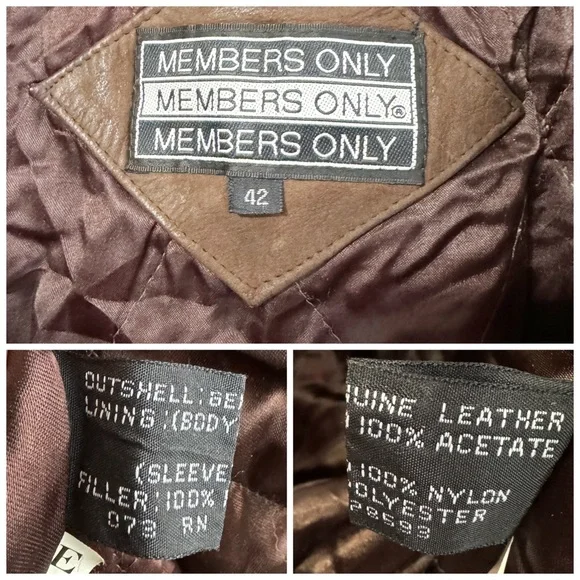 MEMBERS ONLY
MEMBERS ONLY®
MEMBERS ONLY
42
OUTSHELL: GE
LINING: (BODY
(SLEEVE
FILLER: 100%
073 RN
UINE LEATHER
100% ACETATE
100% NYLON
POLYESTER
28593
E